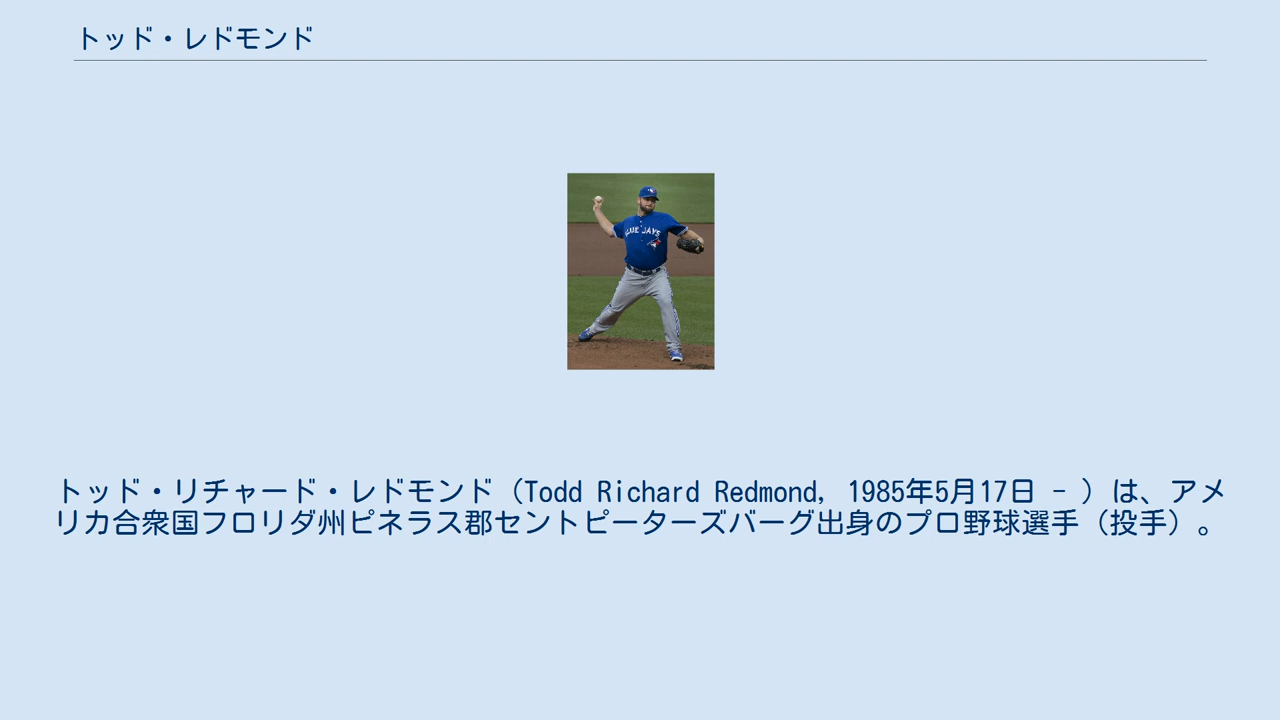 トッド・レドモンド
BLUE JAYS
トッド・リチャード・レドモンド（Todd Richard Redmond, 1985年5月17日 - ）は、アメ
リカ合衆国フロリダ州ピネラス郡セントピーターズバーグ出身のプロ野球選手（投手）。